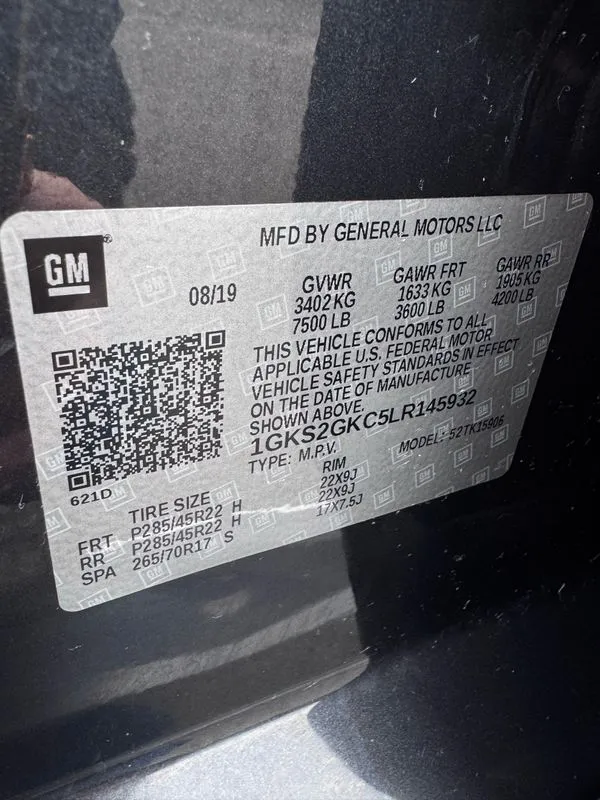 GM
MFD BY GENERAL MOTORS LLC
08/19
GVWR GAWR FRT GAWR RR
3402 KG 1633 KG 1905 KG
7500 LB 3600 LB 4200 LB
THIS VEHICLE CONFORMS TO ALL
APPLICABLE U.S. FEDERAL MOTOR
VEHICLE SAFETY STANDARDS IN EFFECT
ON THE DATE OF MANUFACTURE
SHOWN ABOVE.
1GKS2GKC5LR145932
TYPE: M.P.V. MODEL: 52TK15906
621D
TIRE SIZE RIM
FRT P285/45R22 H 22X9J
RR P285/45R22 H 22X9J
SPA 265/70R17 S 17X7.5J